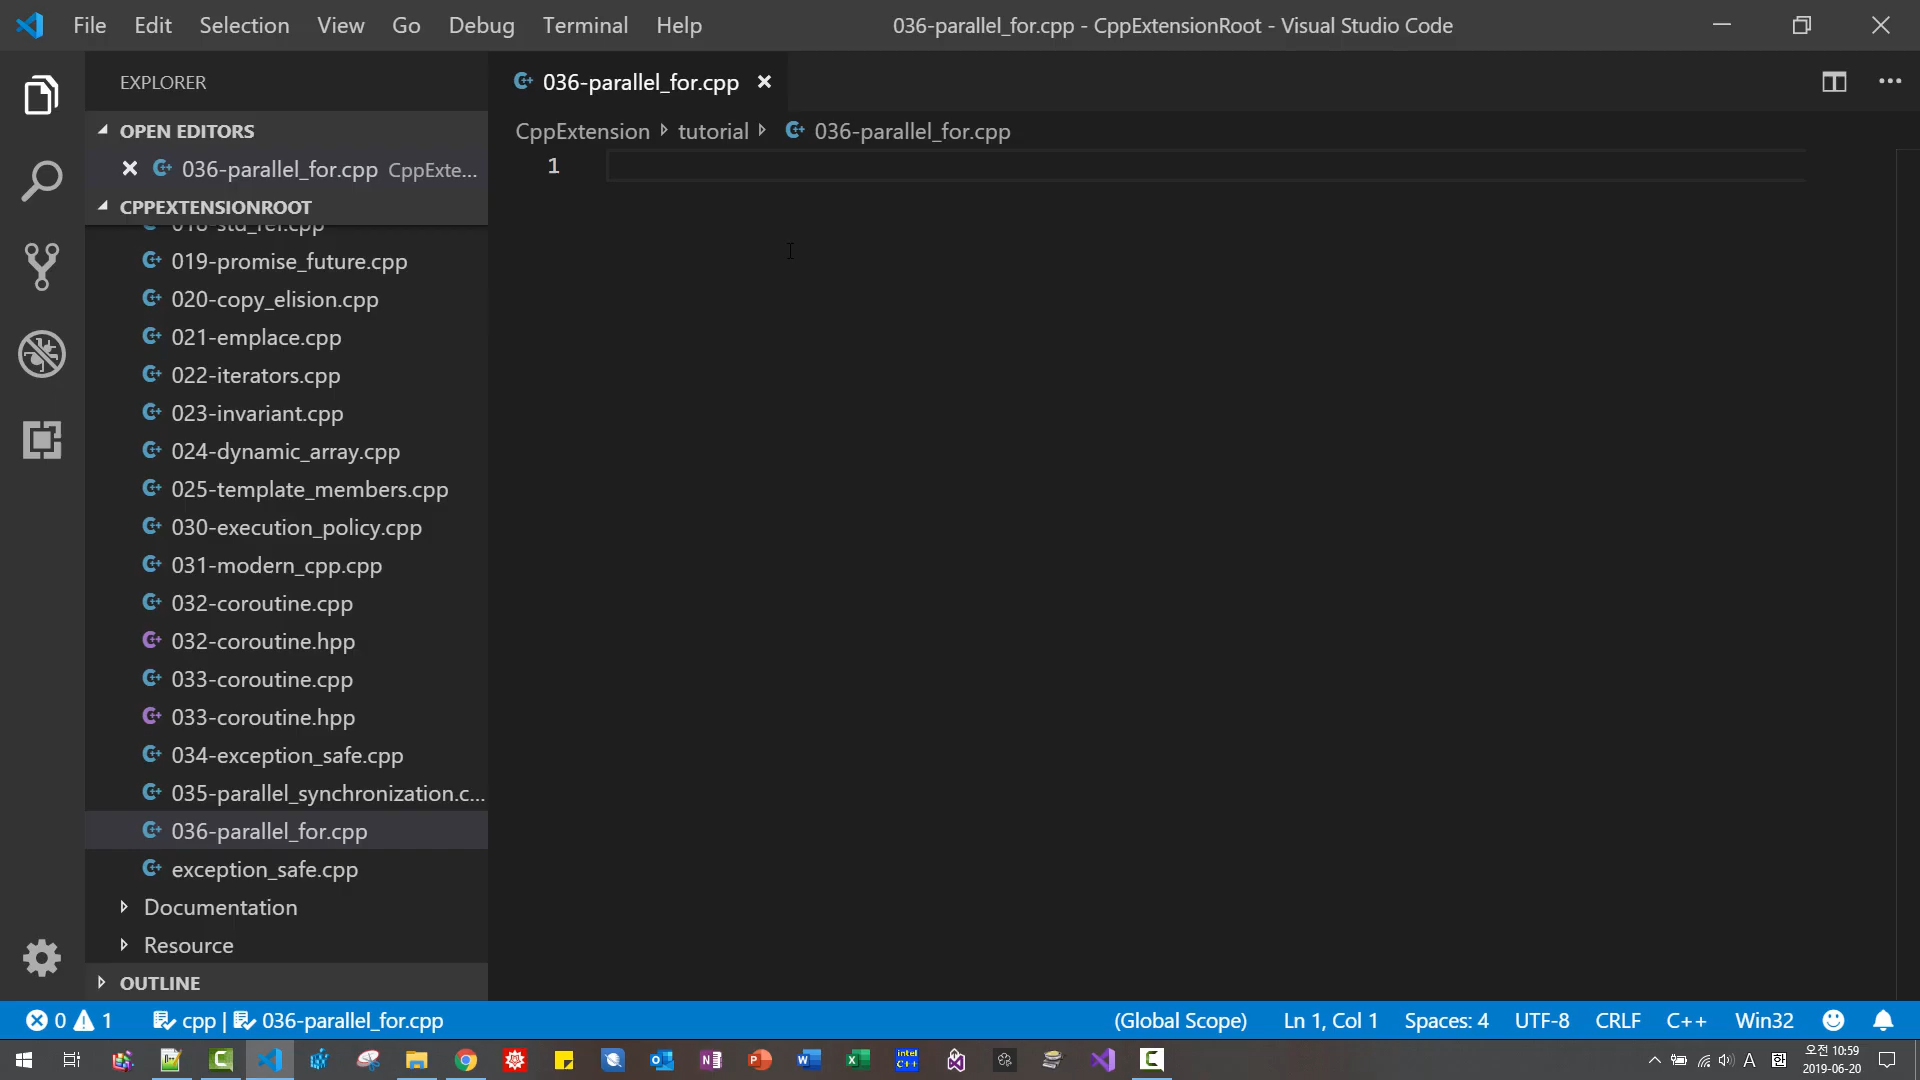 File Edit Selection View Go Debug Terminal Help
036-parallel_for.cpp - CppExtensionRoot - Visual Studio Code
EXPLORER
036-parallel_for.cpp
OPEN EDITORS
036-parallel_for.cpp CppExte...
CPPEXTENSIONROOT
019-promise_future.cpp
020-copy_elision.cpp
021-emplace.cpp
022-iterators.cpp
023-invariant.cpp
024-dynamic_array.cpp
025-template_members.cpp
030-execution_policy.cpp
031-modern_cpp.cpp
032-coroutine.cpp
032-coroutine.hpp
033-coroutine.cpp
033-coroutine.hpp
034-exception_safe.cpp
035-parallel_synchronization.c...
036-parallel_for.cpp
exception_safe.cpp
Documentation
Resource
OUTLINE
CppExtension tutorial 036-parallel_for.cpp
1
0 1 cpp | 036-parallel_for.cpp
(Global Scope) Ln 1, Col 1 Spaces: 4 UTF-8 CRLF C++ Win32
intel C++
A
오전 10:59
2019-06-20